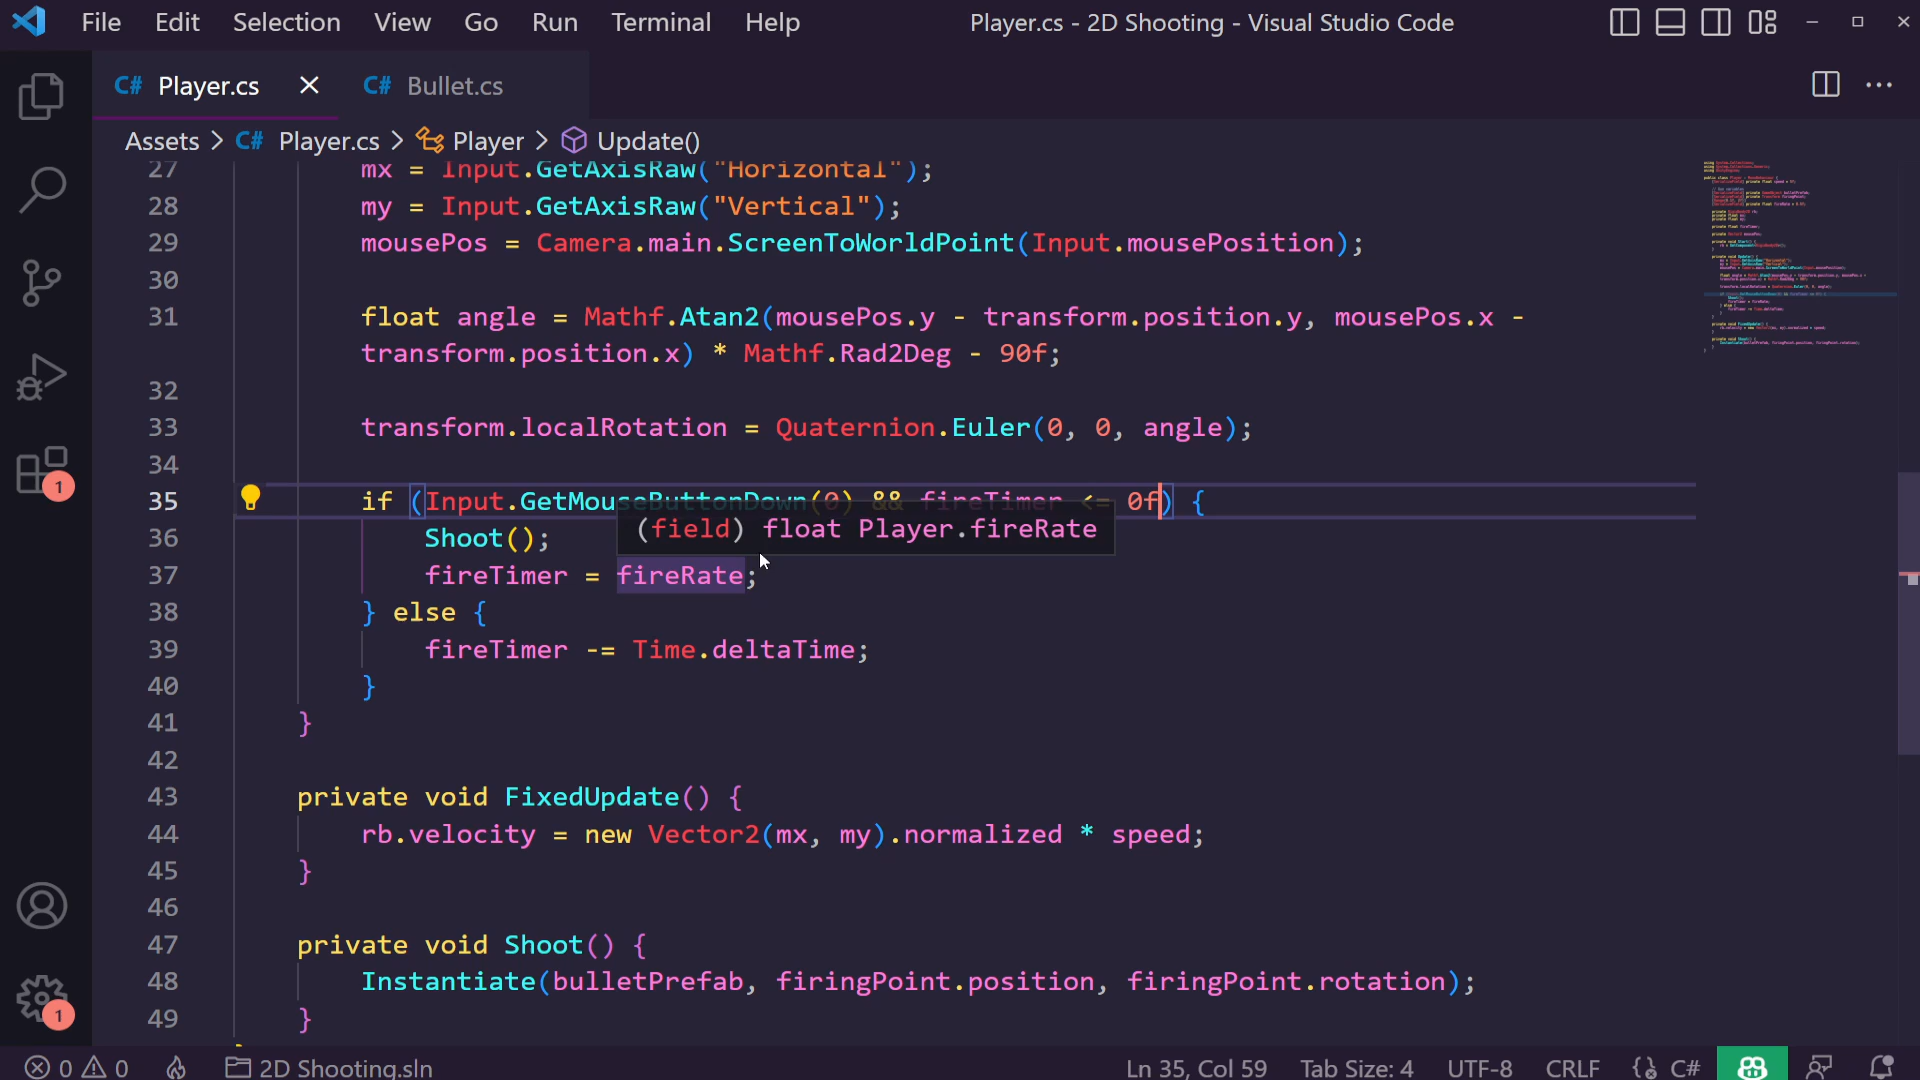 File Edit Selection View Go Run Terminal Help Player.cs - 2D Shooting - Visual Studio Code
C# Player.cs C# Bullet.cs
Assets > C# Player.cs > Player > Update()
27 mx = Input.GetAxisRaw("Horizontal");
28 my = Input.GetAxisRaw("Vertical");
29 mousePos = Camera.main.ScreenToWorldPoint(Input.mousePosition);
30
31 float angle = Mathf.Atan2(mousePos.y - transform.position.y, mousePos.x -
transform.position.x) * Mathf.Rad2Deg - 90f;
32
33 transform.localRotation = Quaternion.Euler(0, 0, angle);
34
35 if (Input.GetMouseButtonDown(0) && fireTimer <= 0f) {
(field) float Player.fireRate
36 Shoot();
37 fireTimer = fireRate;
38 } else {
39 fireTimer -= Time.deltaTime;
40 }
41 }
42
43 private void FixedUpdate() {
44 rb.velocity = new Vector2(mx, my).normalized * speed;
45 }
46
47 private void Shoot() {
48 Instantiate(bulletPrefab, firingPoint.position, firingPoint.rotation);
49 }
1
1
0 0 2D Shooting.sln Ln 35, Col 59 Tab Size: 4 UTF-8 CRLF C#